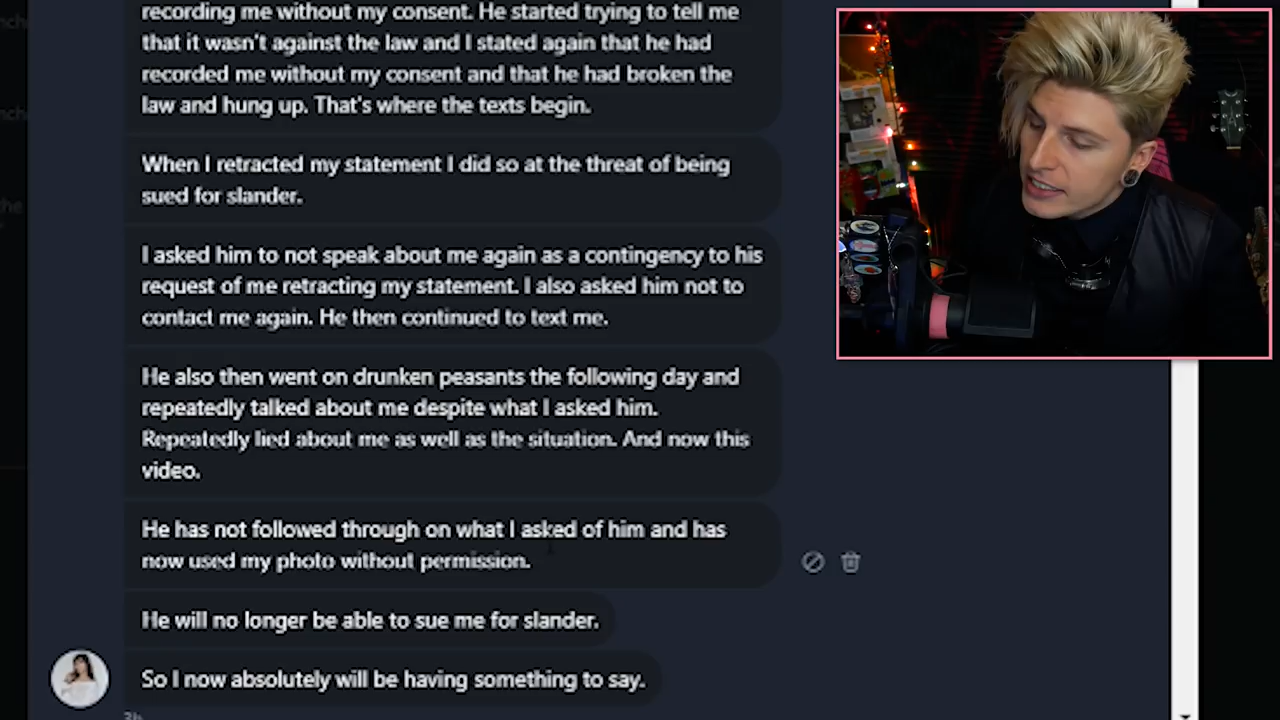 recording me without my consent. He started trying to tell me
that it wasn't against the law and I stated again that he had
recorded me without my consent and that he had broken the
law and hung up. That's where the texts begin.
When I retracted my statement I did so at the threat of being
sued for slander.
I asked him to not speak about me again as a contingency to his
request of me retracting my statement. I also asked him not to
contact me again. He then continued to text me.
He also then went on drunken peasants the following day and
repeatedly talked about me despite what I asked him.
Repeatedly lied about me as well as the situation. And now this
video.
He has not followed through on what I asked of him and has
now used my photo without permission.
He will no longer be able to sue me for slander.
So I now absolutely will be having something to say.